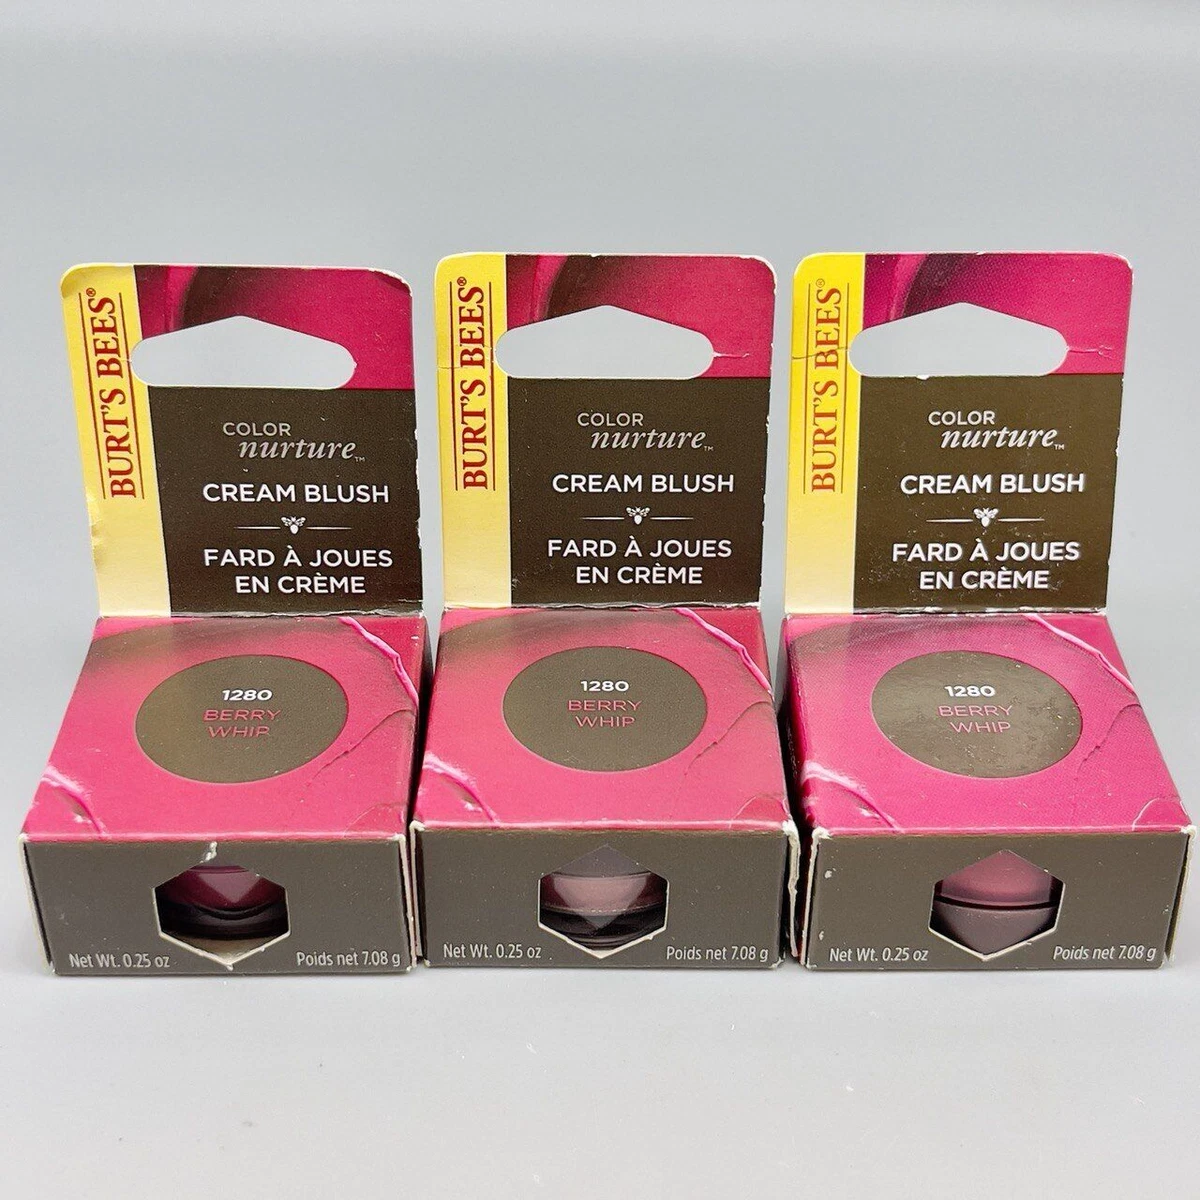 BURT'S BEES®
COLOR
nurture™
CREAM BLUSH
FARD À JOUES
EN CRÈME
1280
BERRY
WHIP
Net Wt. 0.25 oz Poids net 7.08 g
BURT'S BEES®
COLOR
nurture™
CREAM BLUSH
FARD À JOUES
EN CRÈME
1280
BERRY
WHIP
Net Wt. 0.25 oz Poids net 7.08 g
BURT'S BEES®
COLOR
nurture™
CREAM BLUSH
FARD À JOUES
EN CRÈME
1280
BERRY
WHIP
Net Wt. 0.25 oz Poids net 7.08 g